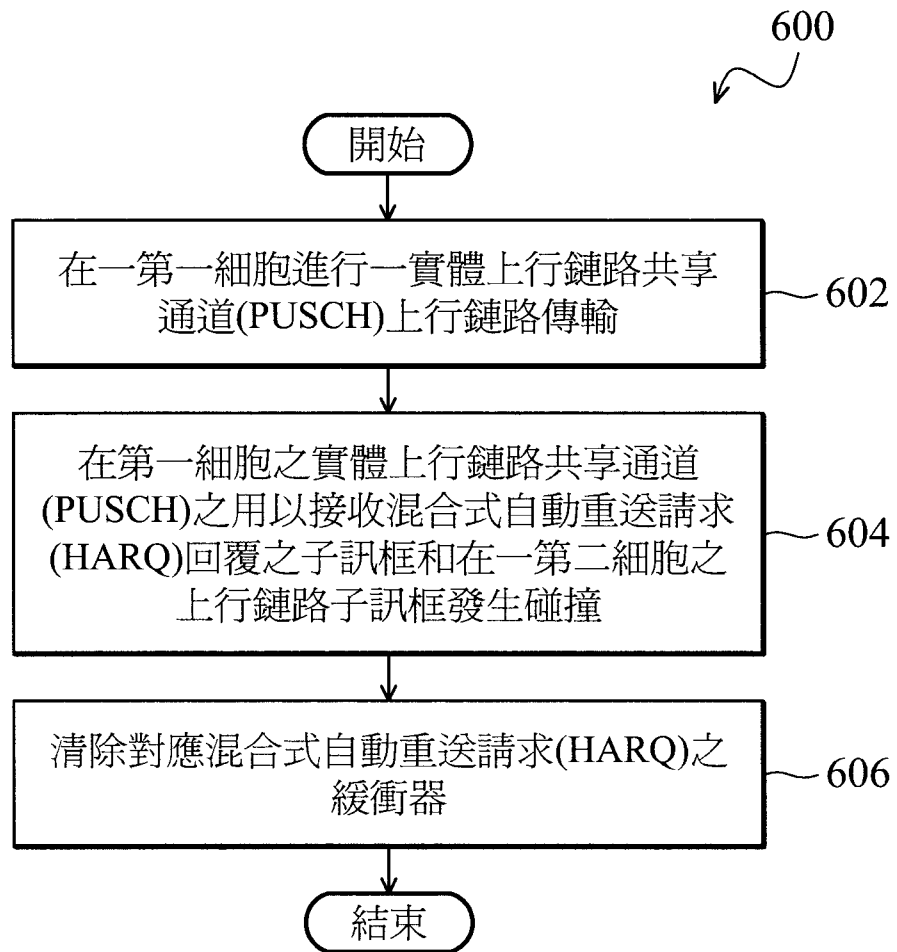 600
開始
在一第一細胞進行一實體上行鏈路共享
通道(PUSCH)上行鏈路傳輸
602
在第一細胞之實體上行鏈路共享通道
(PUSCH)之用以接收混合式自動重送請求
(HARQ)回覆之子訊框和在一第二細胞之
上行鏈路子訊框發生碰撞
604
清除對應混合式自動重送請求(HARQ)之
緩衝器
606
結束